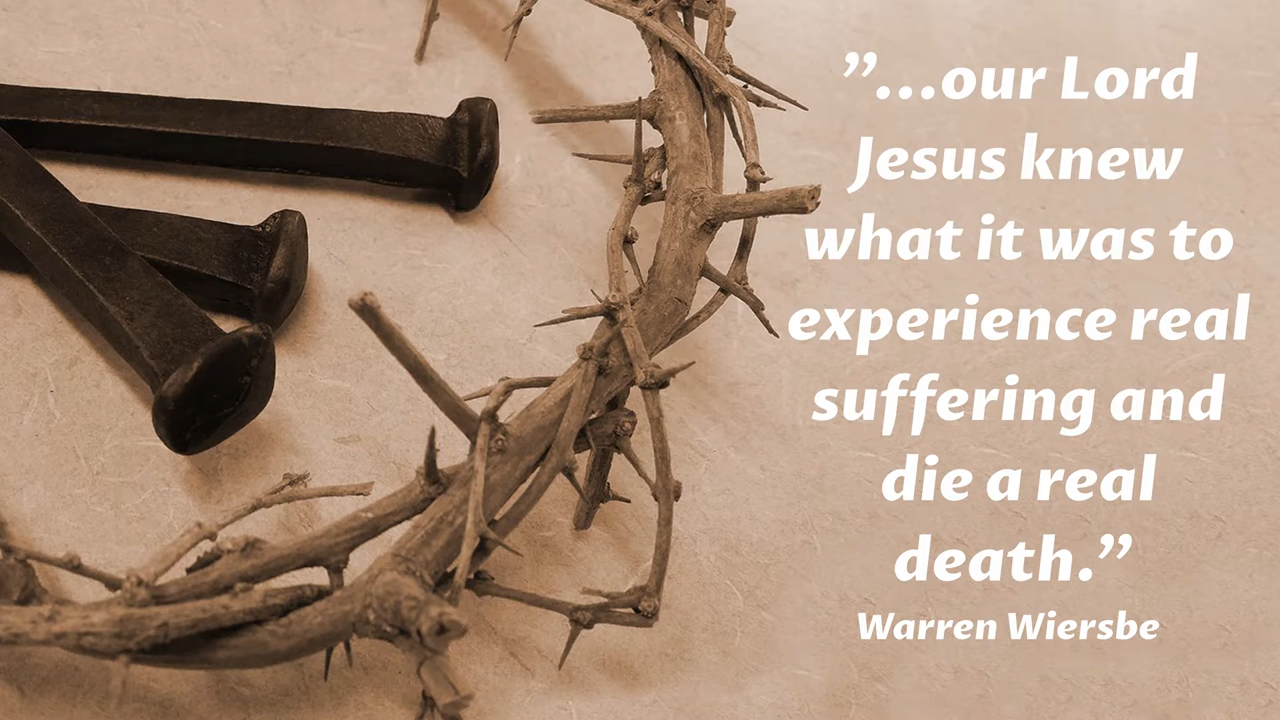 ”...our Lord
Jesus knew
what it was to
experience real
suffering and
die a real
death.”
Warren Wiersbe